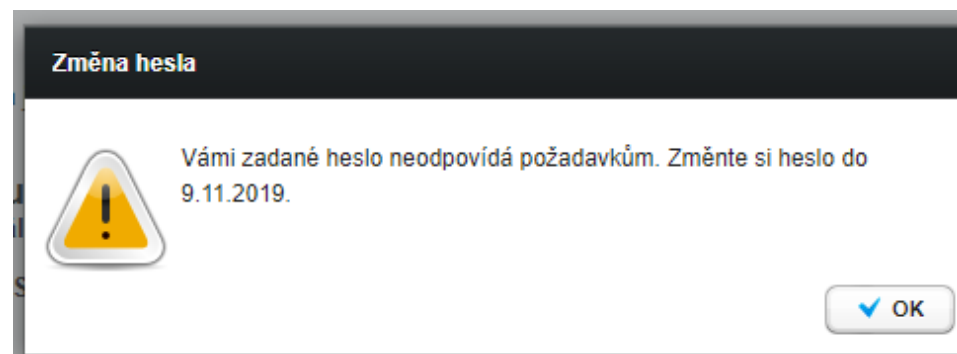 Změna hesla
Vámi zadané heslo neodpovídá požadavkům. Změnte si heslo do
9.11.2019.
OK